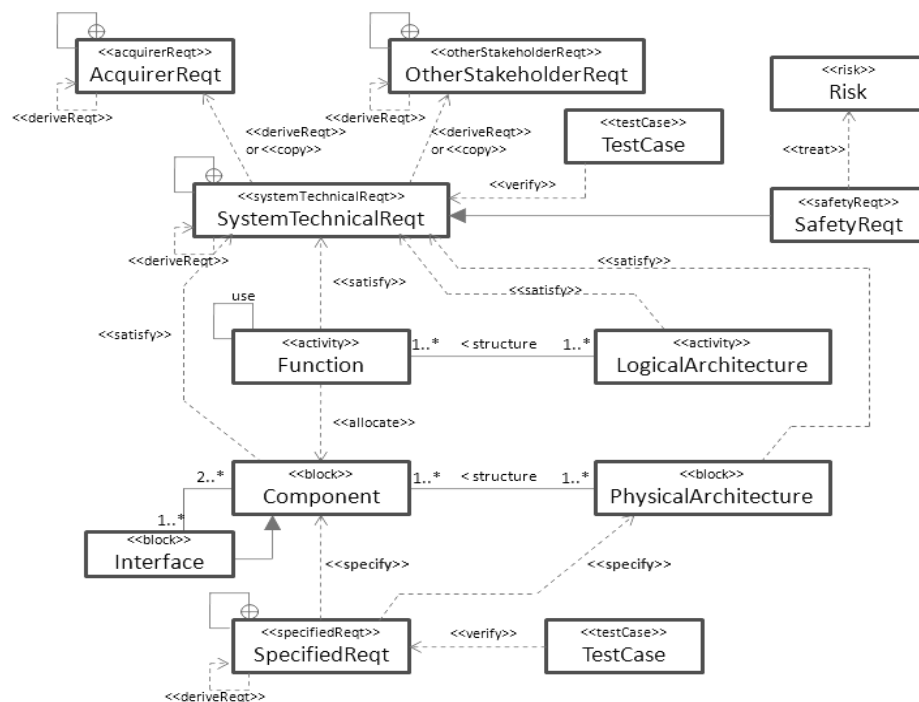 <<acquirerReqt>>
AcquirerReqt
<<deriveReqt>>
<<otherStakeholderReqt>>
OtherStakeholderReqt
<<deriveReqt>>
<<risk>>
Risk
<<deriveReqt>>
or <<copy>>
<<deriveReqt>>
or <<copy>>
<<testCase>>
TestCase
<<treat>>
<<verify>>
<<systemTechnicalReqt>>
SystemTechnicalReqt
<<deriveReqt>>
<<safetyReqt>>
SafetyReqt
<<satisfy>>
<<satisfy>>
<<satisfy>>
<<satisfy>>
use
<<activity>>
Function
1..*
< structure
1..*
<<activity>>
LogicalArchitecture
<<allocate>>
2..*
<<block>>
Component
1..*
< structure
1..*
<<block>>
PhysicalArchitecture
1..*
<<block>>
Interface
<<specify>>
<<specify>>
<<specifiedReqt>>
SpecifiedReqt
<<deriveReqt>>
<<verify>>
<<testCase>>
TestCase